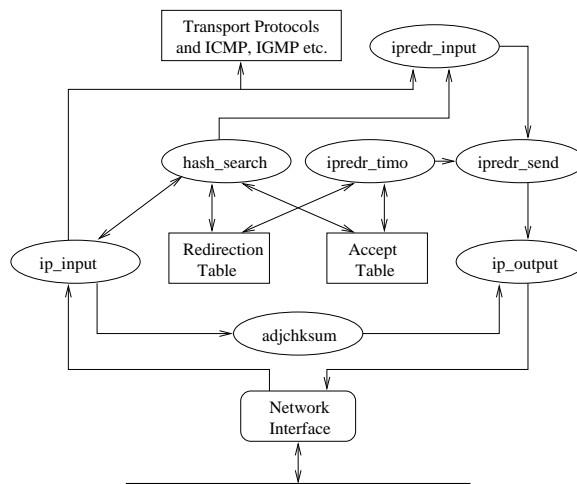 Transport Protocols
and ICMP, IGMP etc.
ipredr_input
hash_search
ipredr_timo
ipredr_send
Redirection
Table
Accept
Table
ip_input
ip_output
adjchksum
Network
Interface